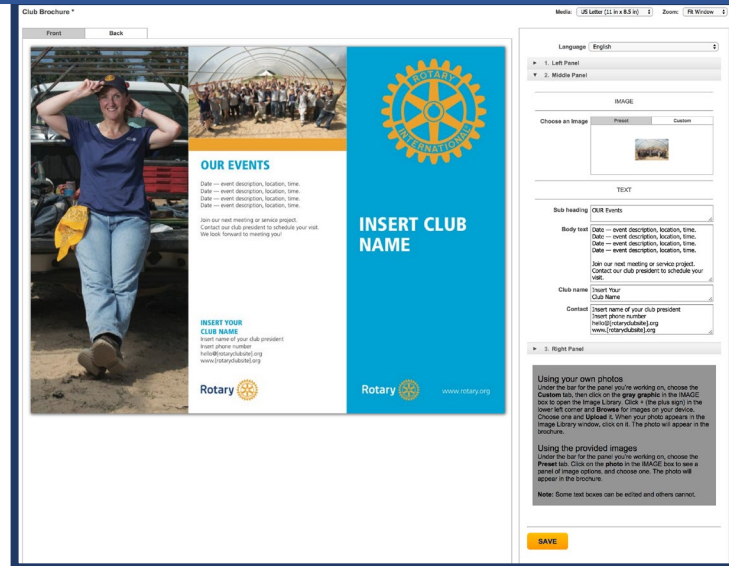 Club Brochure *
Media: US Letter (11 in x 8.5 in)
Zoom: Fit Window
Front
Back
ROTARY
INTERNATIONAL
OUR EVENTS
Date — event description, location, time.
Date — event description, location, time.
Date — event description, location, time.
Date — event description, location, time.
Join our next meeting or service project.
Contact our club president to schedule your visit.
We look forward to meeting you!
INSERT YOUR
CLUB NAME
Insert name of your club president
Insert phone number
hello@[rotaryclubsite].org
www.[rotaryclubsite].org
Rotary
INSERT CLUB
NAME
Rotary
www.rotary.org
Language English
1. Left Panel
2. Middle Panel
IMAGE
Choose an Image
Preset
Custom
TEXT
Sub heading OUR Events
Body text Date — event description, location, time.
Date — event description, location, time.
Date — event description, location, time.
Date — event description, location, time.
Join our next meeting or service project.
Contact our club president to schedule your
visit.
Club name Insert Your
Club Name
Contact Insert name of your club president
Insert phone number
hello@[rotaryclubsite].org
www.[rotaryclubsite].org
3. Right Panel
Using your own photos
Under the bar for the panel you're working on, choose the
Custom tab, then click on the gray graphic in the IMAGE
box to open the Image Library. Click + (the plus sign) in the
lower left corner and Browse for images on your device.
Choose one and Upload it. When your photo appears in the
Image Library window, click on it. The photo will appear in the
brochure.
Using the provided images
Under the bar for the panel you're working on, choose the
Preset tab. Click on the photo in the IMAGE box to see a
panel of image options, and choose one. The photo will
appear in the brochure.
Note: Some text boxes can be edited and others cannot.
SAVE